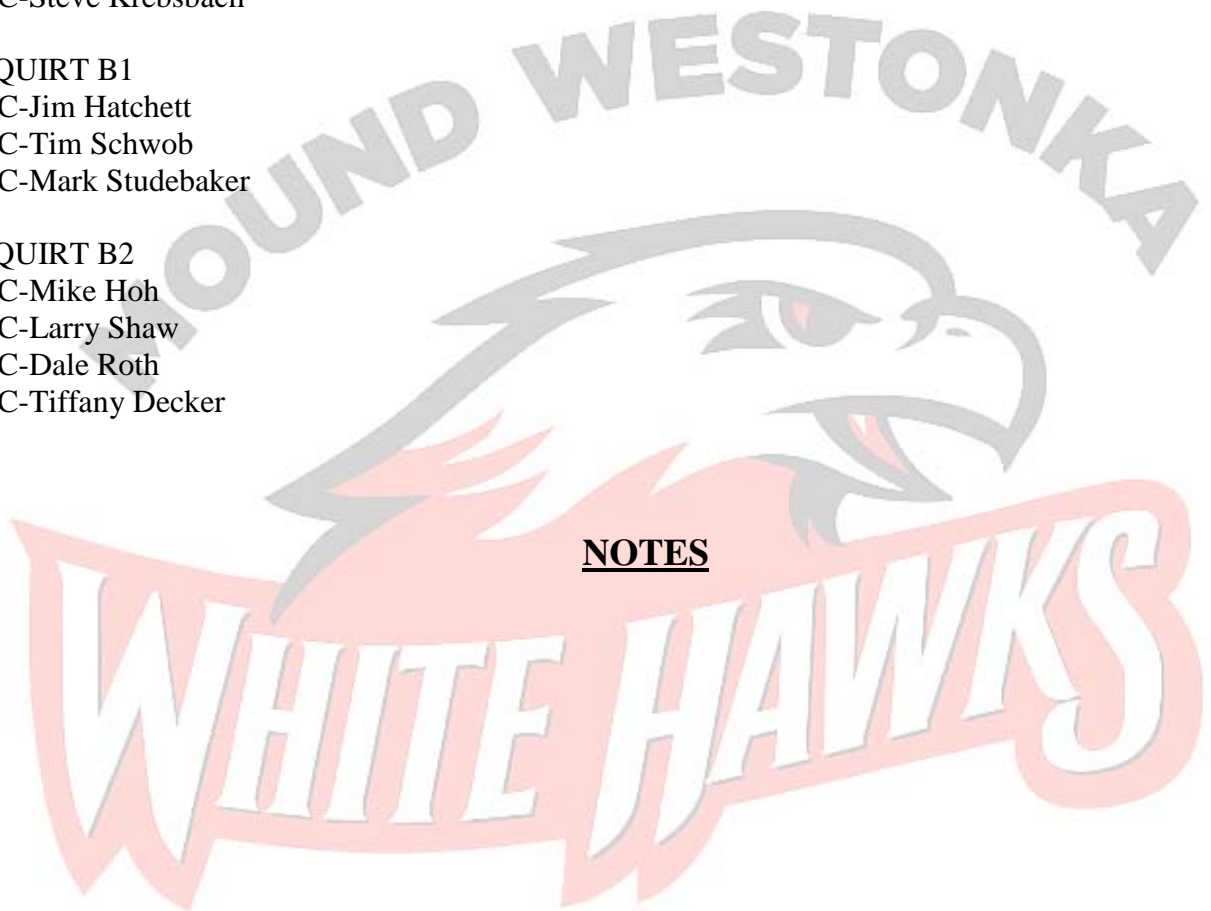 C-Steve Krebsbach
QUIRT B1
C-Jim Hatchett
C-Tim Schwob
C-Mark Studebaker
QUIRT B2
C-Mike Hoh
C-Larry Shaw
C-Dale Roth
C-Tiffany Decker
MOUND WESTONKA
NOTES
WHITE HAWKS